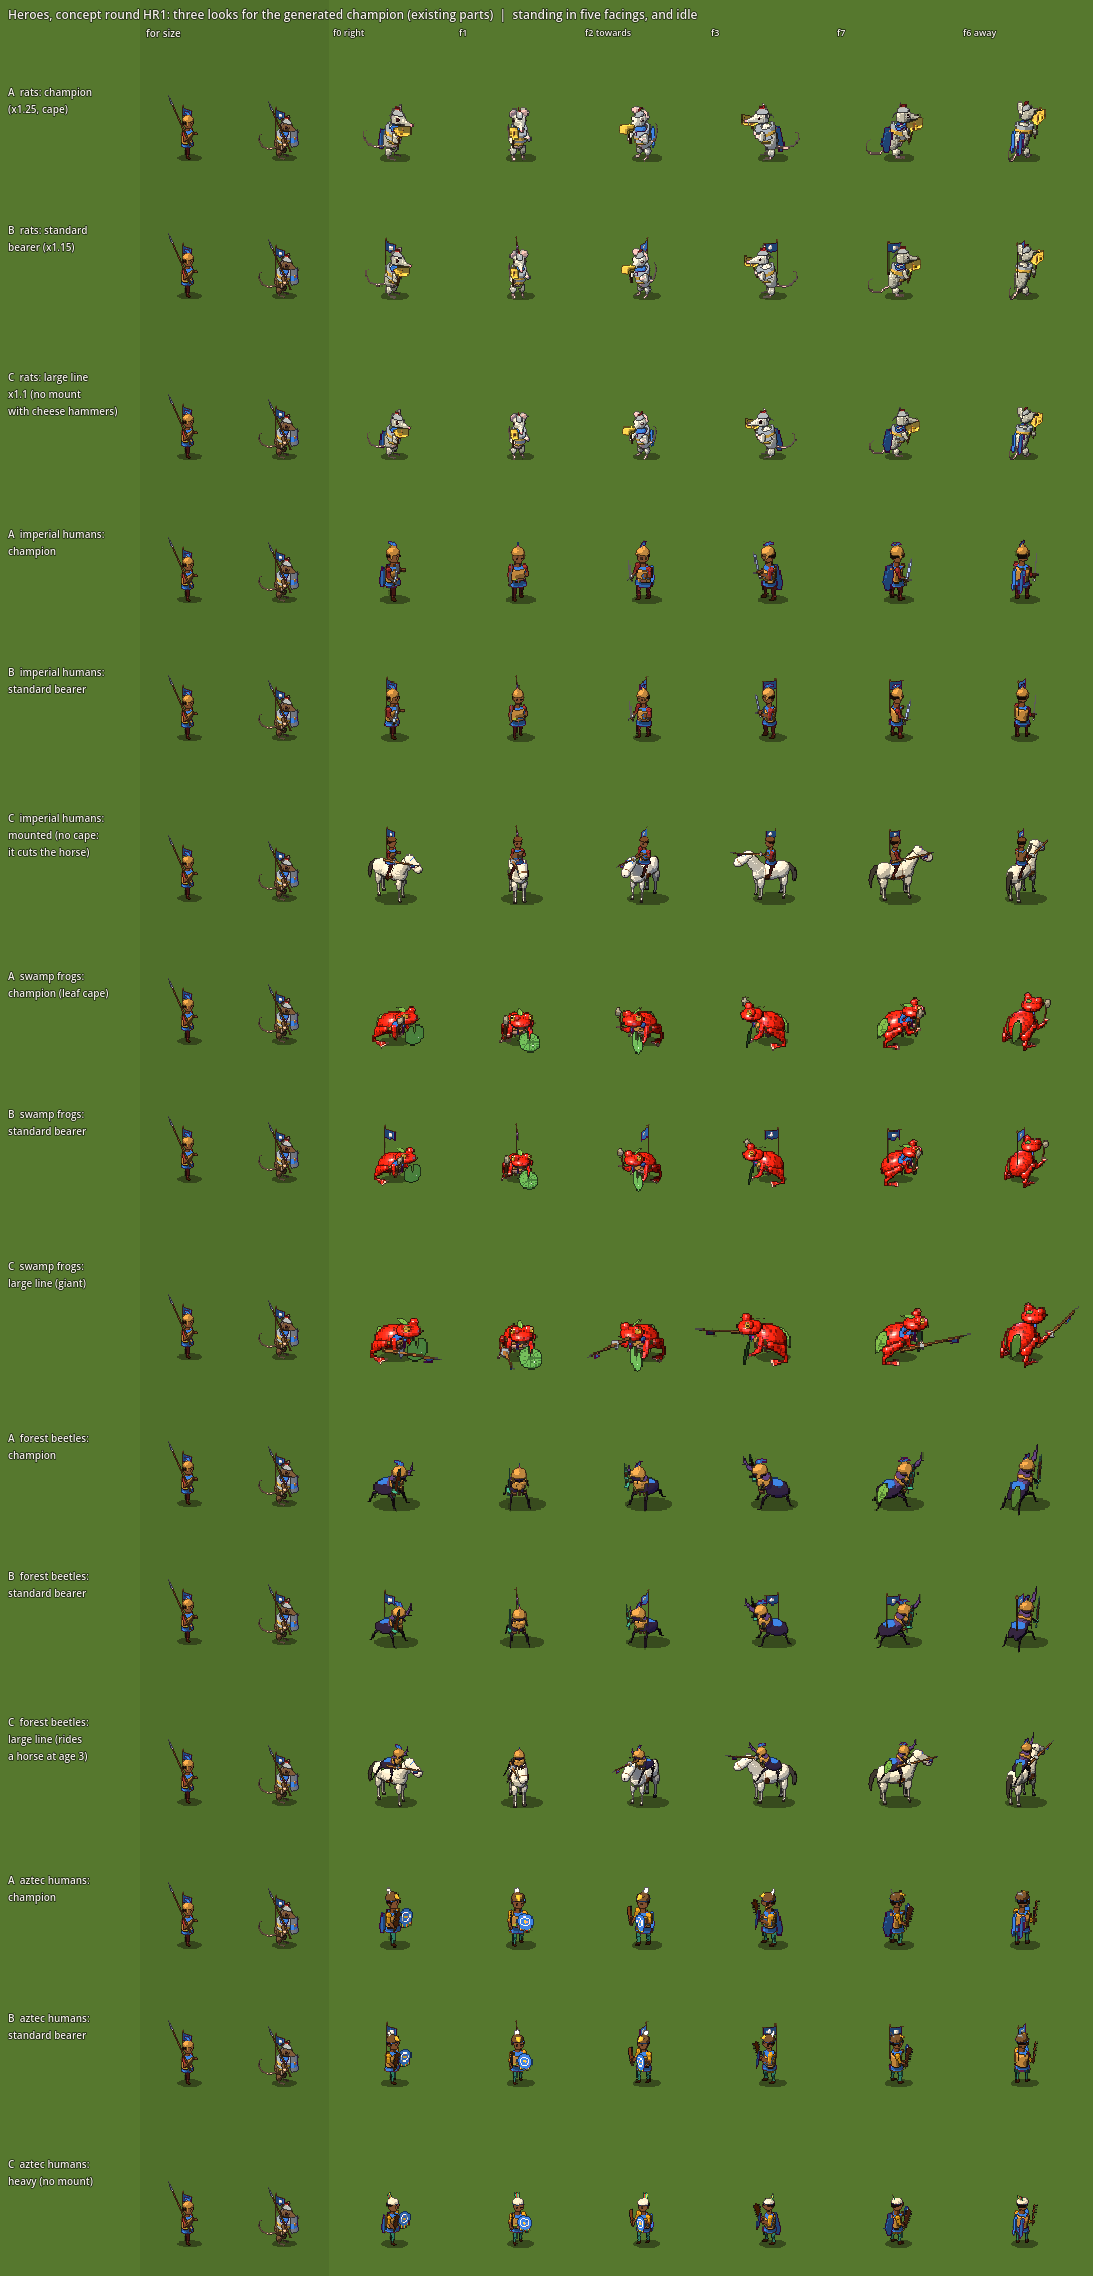 Heroes, concept round HR1: three looks for the generated champion (existing parts)  |  standing in five facings, and idle
for size
f0 right
f1
f2 towards
f3
f7
f6 away
A  rats: champion
(x1.25, cape)
B  rats: standard
bearer (x1.15)
C  rats: large line
x1.1 (no mount
with cheese hammers)
A  imperial humans:
champion
B  imperial humans:
standard bearer
C  imperial humans:
mounted (no cape:
it cuts the horse)
A  swamp frogs:
champion (leaf cape)
B  swamp frogs:
standard bearer
C  swamp frogs:
large line (giant)
A  forest beetles:
champion
B  forest beetles:
standard bearer
C  forest beetles:
large line (rides
a horse at age 3)
A  aztec humans:
champion
B  aztec humans:
standard bearer
C  aztec humans:
heavy (no mount)